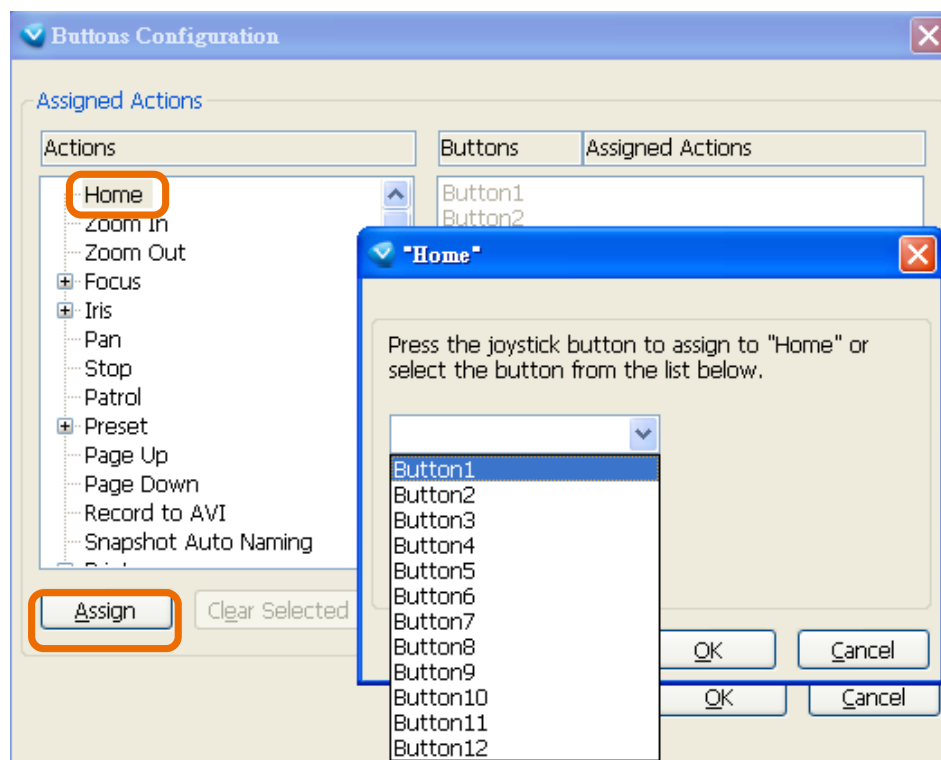 Buttons Configuration
Assigned Actions
Actions
Buttons
Assigned Actions
Home
Zoom In
Zoom Out
Focus
Iris
Pan
Stop
Patrol
Preset
Page Up
Page Down
Record to AVI
Snapshot Auto Naming
Button1
Button2
Assign
Clear Selected
"Home"
Press the joystick button to assign to "Home" or
select the button from the list below.
Button1
Button2
Button3
Button4
Button5
Button6
Button7
Button8
Button9
Button10
Button11
Button12
OK
Cancel
OK
Cancel